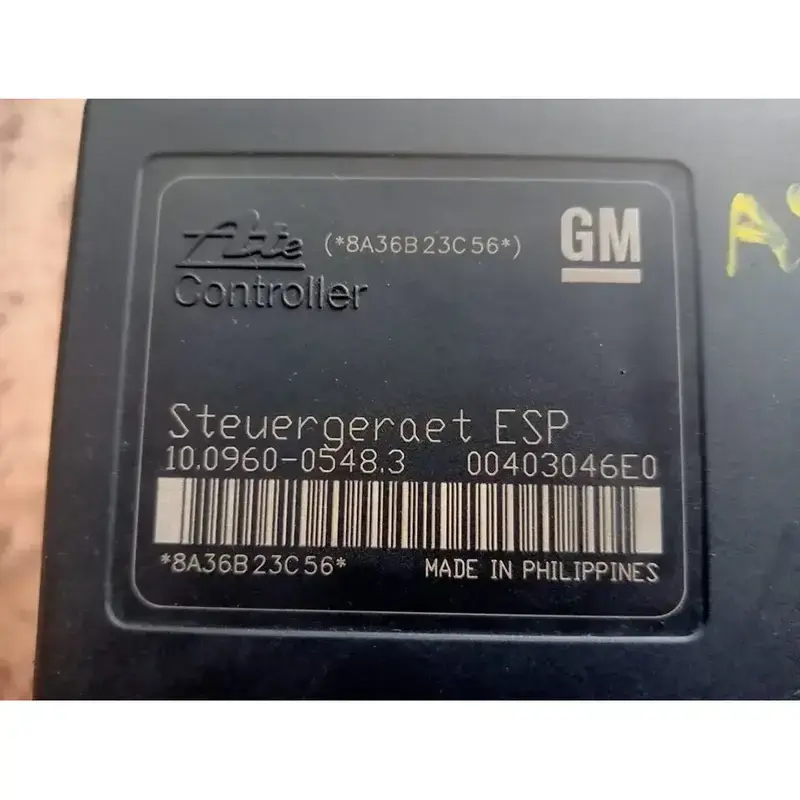 Ate (*8A36B23C56*)
GM
Controller
Steuergeraet ESP
10.0960-0548.3 00403046E0
*8A36B23C56* MADE IN PHILIPPINES